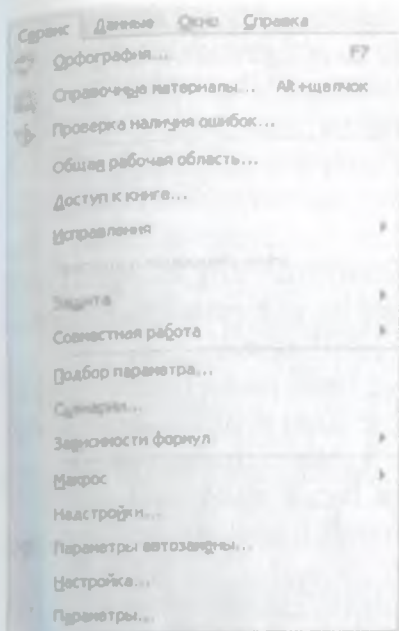 Сервис Данные Окно Справка
Орфография... F7
Справочные материалы... Alt+щелчок
Проверка наличия ошибок...
Общая рабочая область...
Доступ к книге...
Исправления
Защита
Совместная работа
Подбор параметра...
Сценарии...
Зависимости формул
Макрос
Надстройки...
Параметры автозамены...
Настройка...
Параметры...